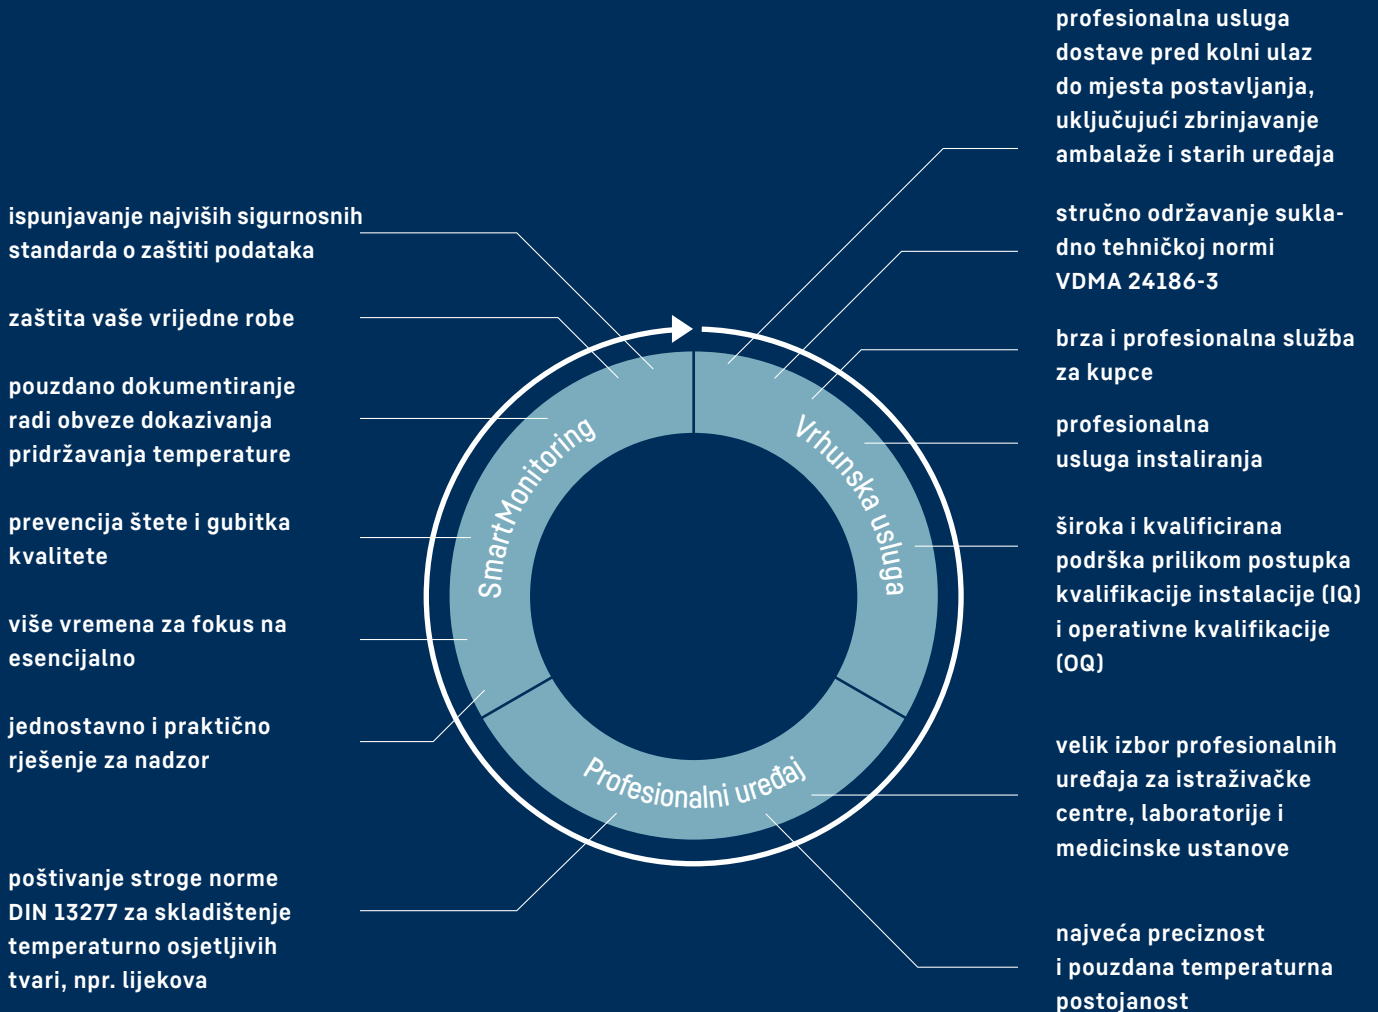 profesionalna usluga
dostave pred kolni ulaz
do mjesta postavljanja,
uključujući zbrinjavanje
ambalaže i starih uređaja
stručno održavanje sukla-
dno tehničkoj normi
VDMA 24186-3
brza i profesionalna služba
za kupce
profesionalna
usluga instaliranja
široka i kvalificirana
podrška prilikom postupka
kvalifikacije instalacije (IQ)
i operativne kvalifikacije
(OQ)
velik izbor profesionalnih
uređaja za istraživačke
centre, laboratorije i
medicinske ustanove
najveća preciznost
i pouzdana temperaturna
postojanost
ispunjavanje najviših sigurnosnih
standarda o zaštiti podataka
zaštita vaše vrijedne robe
pouzdano dokumentiranje
radi obveze dokazivanja
pridržavanja temperature
prevencija štete i gubitka
kvalitete
više vremena za fokus na
esencijalno
jednostavno i praktično
rješenje za nadzor
poštivanje stroge norme
DIN 13277 za skladištenje
temperaturno osjetljivih
tvari, npr. lijekova
SmartMonitoring
Vrhunska usluga
Profesionalni uređaj